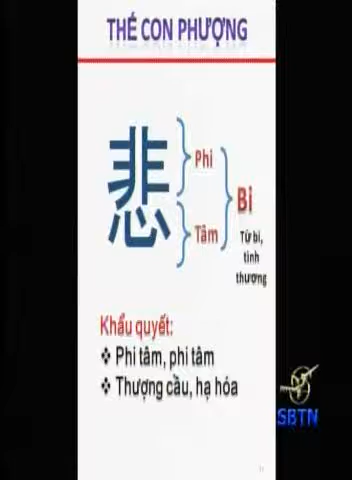 THẾ CON PHƯỢNG
悲
Phi
Tâm
Bi
Từ bi,
tình
thương
Khẩu quyết:
❖ Phi tâm, phi tâm
❖ Thượng cầu, hạ hóa
SBTN